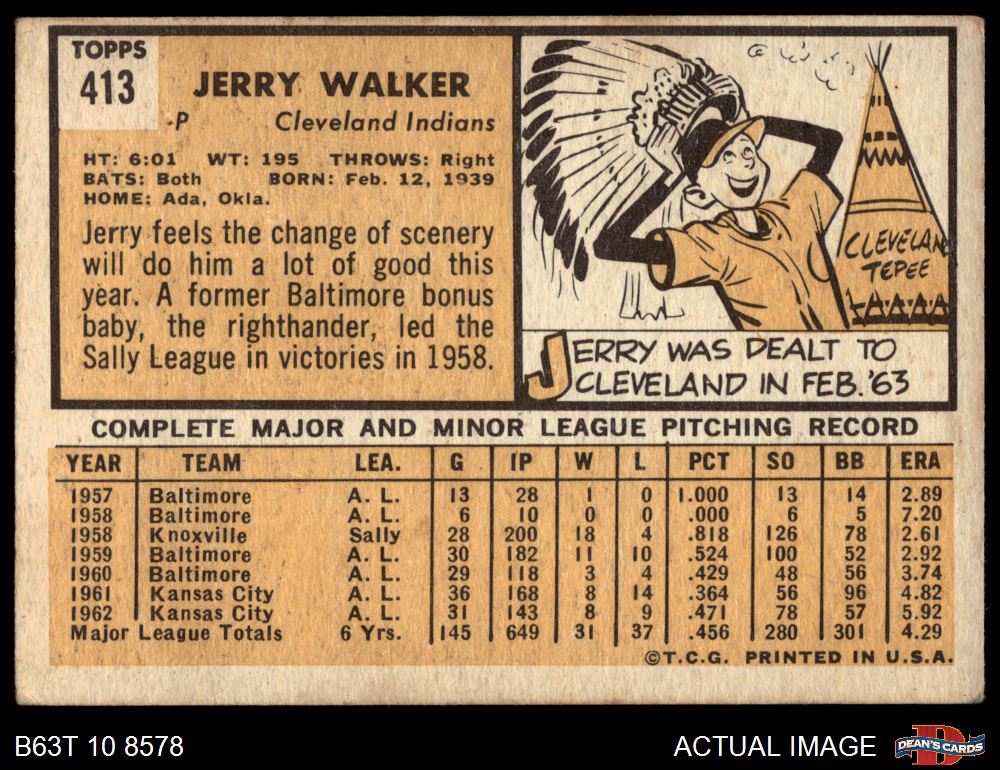 TOPPS
413
JERRY WALKER
-P Cleveland Indians
HT: 6:01 WT: 195 THROWS: Right
BATS: Both BORN: Feb. 12, 1939
HOME: Ada, Okla.
Jerry feels the change of scenery
will do him a lot of good this
year. A former Baltimore bonus
baby, the righthander, led the
Sally League in victories in 1958.
CLEVELAN
TEPEE
JERRY WAS DEALT TO
CLEVELAND IN FEB. '63
COMPLETE MAJOR AND MINOR LEAGUE PITCHING RECORD
YEAR TEAM LEA. G IP W L PCT SO BB ERA
1957 Baltimore A. L. 13 28 1 0 1.000 13 14 2.89
1958 Baltimore A. L. 6 10 0 0 .000 6 5 7.20
1958 Knoxville Sally 28 200 18 4 .818 126 78 2.61
1959 Baltimore A. L. 30 182 11 10 .524 100 52 2.92
1960 Baltimore A. L. 29 118 3 4 .429 48 56 3.74
1961 Kansas City A. L. 36 168 8 14 .364 56 96 4.82
1962 Kansas City A. L. 31 143 8 9 .471 78 57 5.92
Major League Totals 6 Yrs. 145 649 31 37 .456 280 301 4.29
©T.C.G. PRINTED IN U.S.A.
B63T 10 8578 ACTUAL IMAGE DEAN'S CARDS